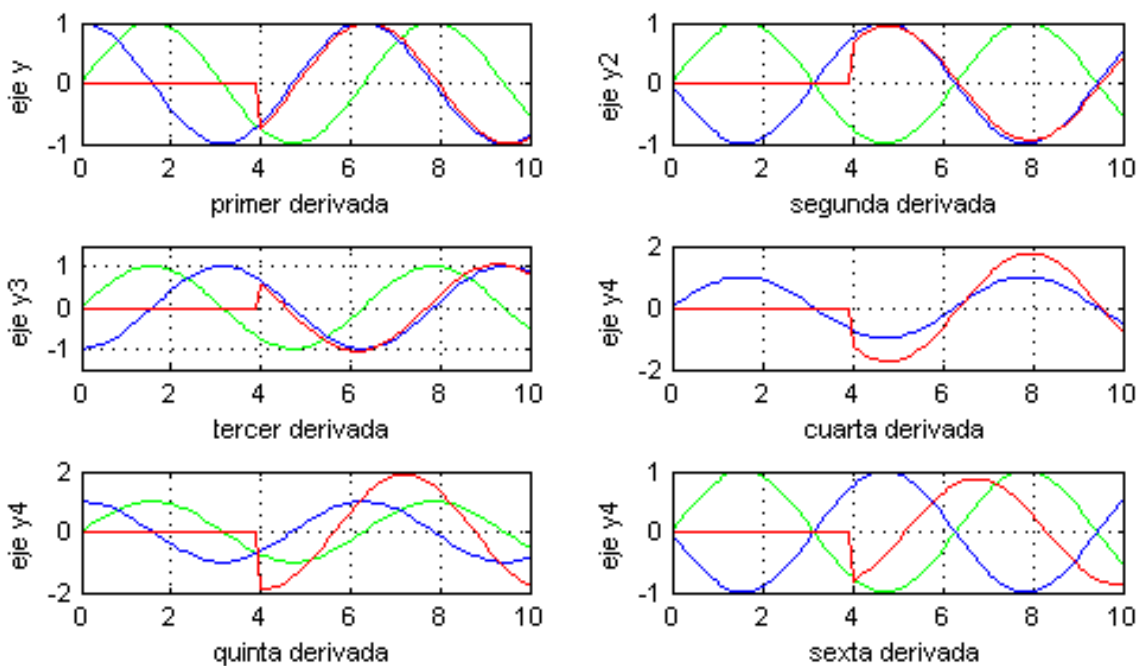 1
0
-1
eje y
0 2 4 6 8 10
primer derivada
1
0
-1
eje y2
0 2 4 6 8 10
segunda derivada
1
0
-1
eje y3
0 2 4 6 8 10
tercer derivada
2
0
-2
eje y4
0 2 4 6 8 10
cuarta derivada
2
0
-2
eje y4
0 2 4 6 8 10
quinta derivada
1
0
-1
eje y4
0 2 4 6 8 10
sexta derivada